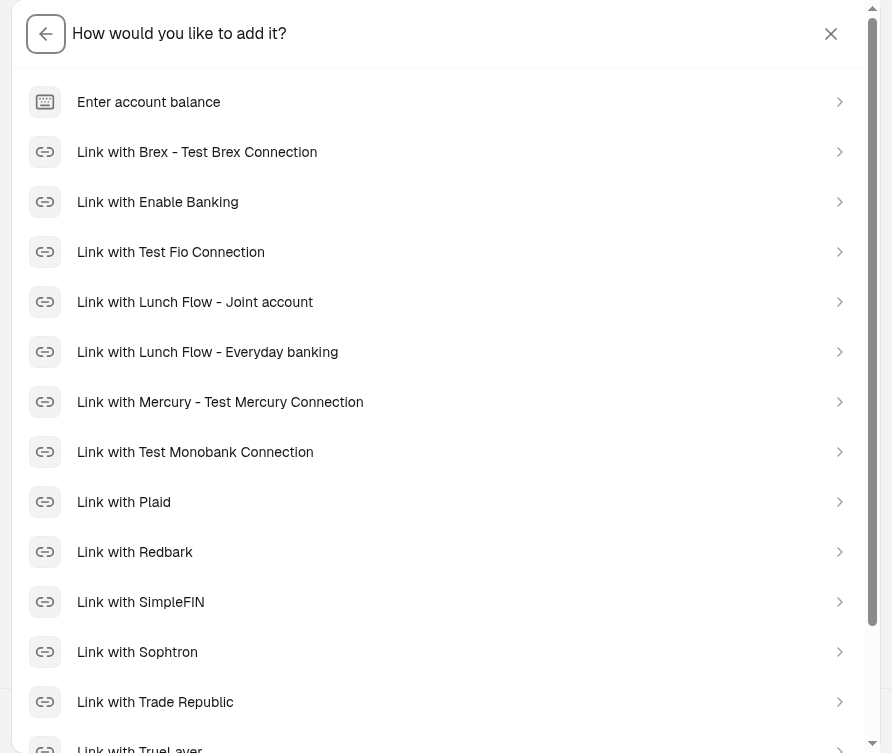 How would you like to add it?
Enter account balance
Link with Brex - Test Brex Connection
Link with Enable Banking
Link with Test Fio Connection
Link with Lunch Flow - Joint account
Link with Lunch Flow - Everyday banking
Link with Mercury - Test Mercury Connection
Link with Test Monobank Connection
Link with Plaid
Link with Redbark
Link with SimpleFIN
Link with Sophtron
Link with Trade Republic
Link with TrueLayer